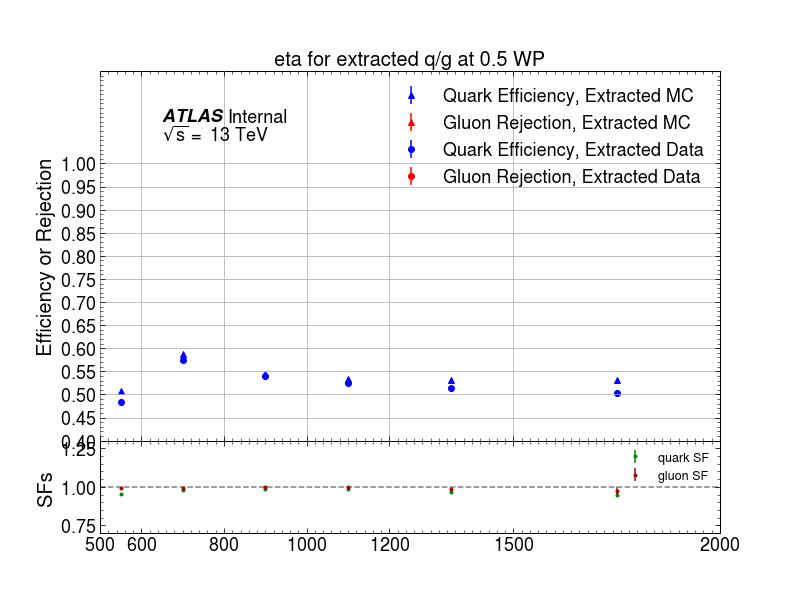 eta for extracted q/g at 0.5 WP
ATLAS Internal
√s = 13 TeV
Quark Efficiency, Extracted MC
Gluon Rejection, Extracted MC
Quark Efficiency, Extracted Data
Gluon Rejection, Extracted Data
Efficiency or Rejection
1.00
0.95
0.90
0.85
0.80
0.75
0.70
0.65
0.60
0.55
0.50
0.45
0.40
SFs
1.25
1.00
0.75
quark SF
gluon SF
500 600 800 1000 1200 1500 2000